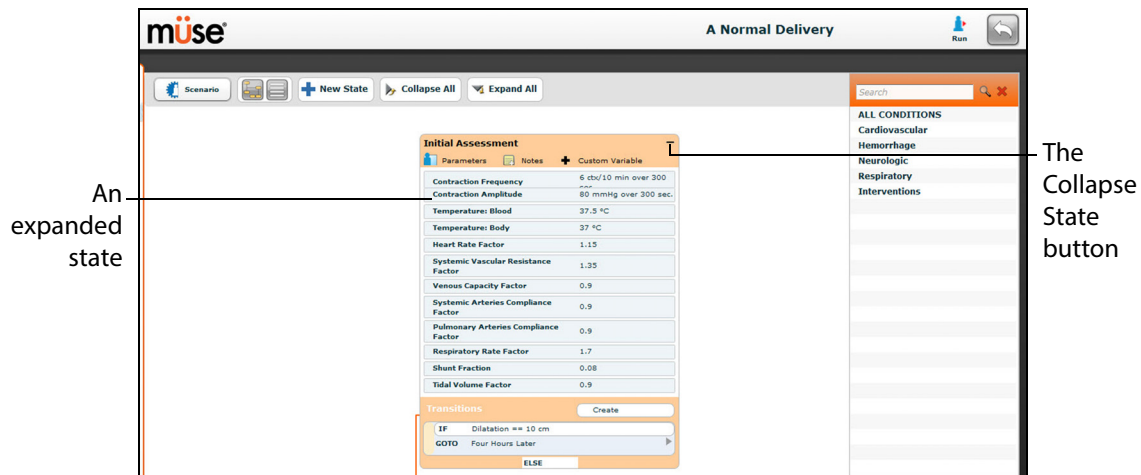 müse
A Normal Delivery
Run
Scenario
New State
Collapse All
Expand All
Search
ALL CONDITIONS
Cardiovascular
Hemorrhage
Neurologic
Respiratory
Interventions
Initial Assessment
Parameters
Notes
Custom Variable
Contraction Frequency 6 ctx/10 min over 300
Contraction Amplitude 80 mmHg over 300 sec.
Temperature: Blood 37.5 °C
Temperature: Body 37 °C
Heart Rate Factor 1.15
Systemic Vascular Resistance
Factor 1.35
Venous Capacity Factor 0.9
Systemic Arteries Compliance
Factor 0.9
Pulmonary Arteries Compliance
Factor 0.9
Respiratory Rate Factor 1.7
Shunt Fraction 0.08
Tidal Volume Factor 0.9
Transitions Create
IF Dilatation == 10 cm
GOTO Four Hours Later
ELSE
An
expanded
state
The
Collapse
State
button